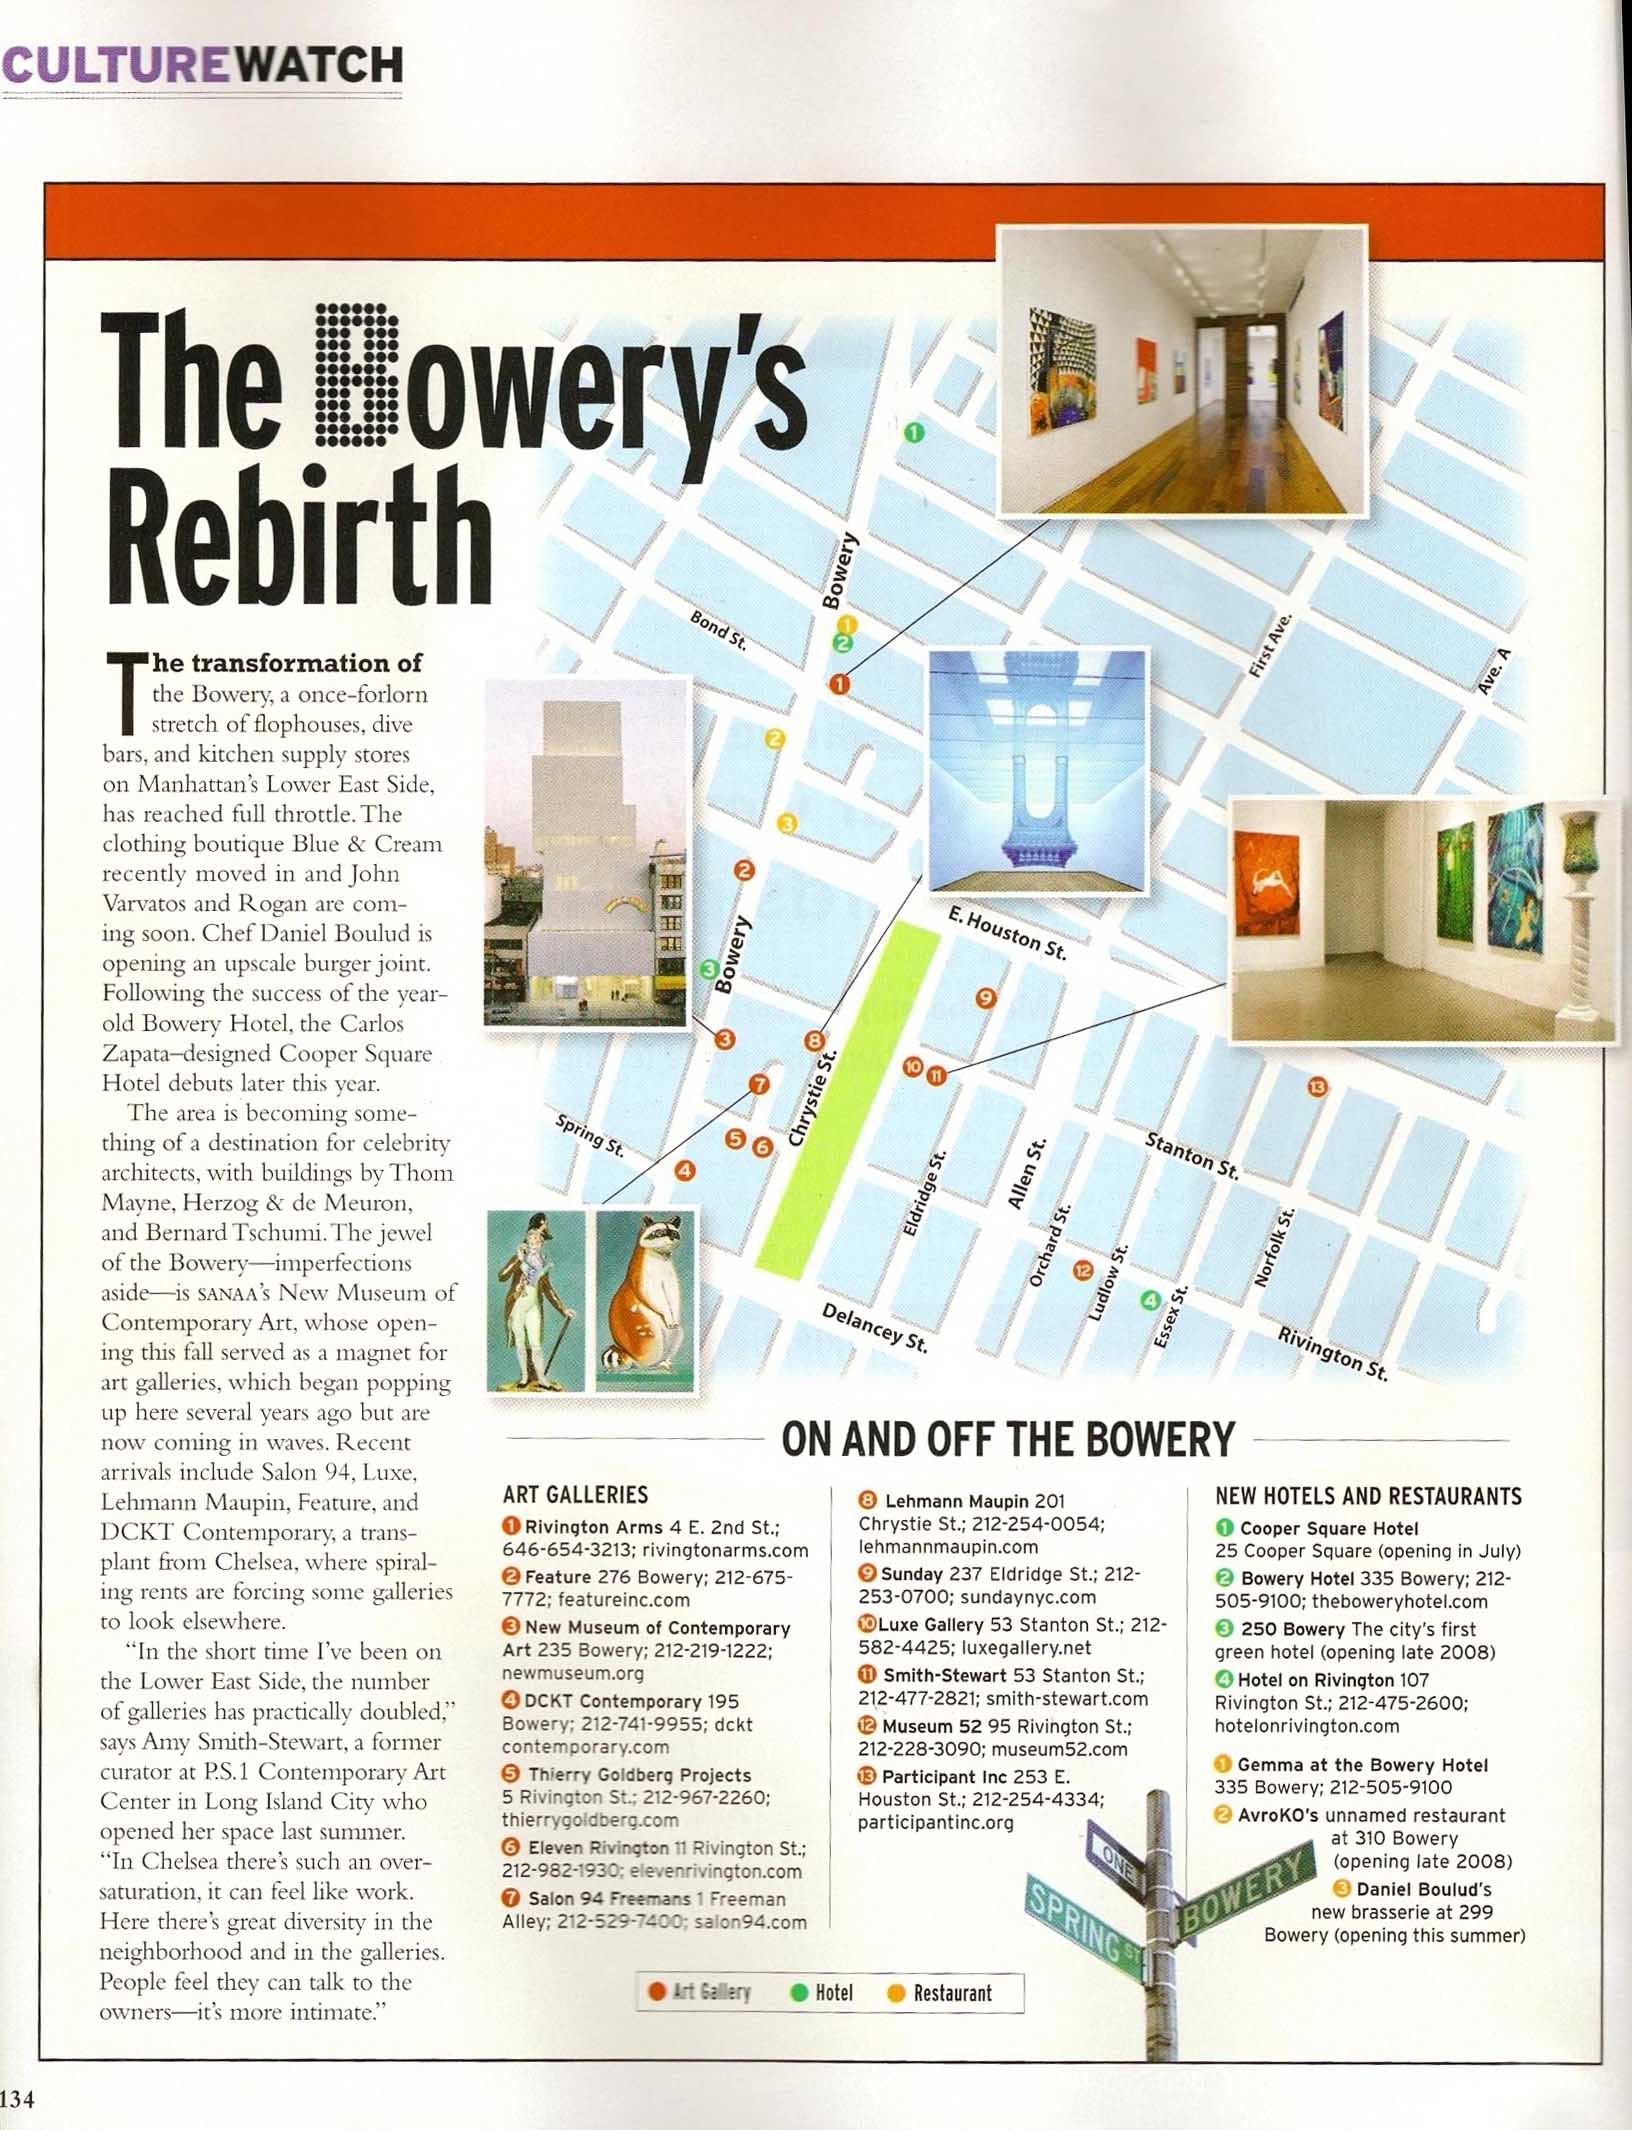 CULTUREWATCH
The Bowery's
Rebirth
The transformation of
the Bowery, a once-forlorn
stretch of flophouses, dive
bars, and kitchen supply stores
on Manhattan's Lower East Side,
has reached full throttle. The
clothing boutique Blue & Cream
recently moved in and John
Varvatos and Rogan are com-
ing soon. Chef Daniel Boulud is
opening an upscale burger joint.
Following the success of the year-
old Bowery Hotel, the Carlos
Zapata–designed Cooper Square
Hotel debuts later this year.
The area is becoming some-
thing of a destination for celebrity
architects, with buildings by Thom
Mayne, Herzog & de Meuron,
and Bernard Tschumi. The jewel
of the Bowery—imperfections
aside—is SANAA's New Museum of
Contemporary Art, whose open-
ing this fall served as a magnet for
art galleries, which began popping
up here several years ago but are
now coming in waves. Recent
arrivals include Salon 94, Luxe,
Lehmann Maupin, Feature, and
DCKT Contemporary, a trans-
plant from Chelsea, where spiral-
ing rents are forcing some galleries
to look elsewhere.
"In the short time I've been on
the Lower East Side, the number
of galleries has practically doubled,"
says Amy Smith-Stewart, a former
curator at P.S.1 Contemporary Art
Center in Long Island City who
opened her space last summer.
"In Chelsea there's such an over-
saturation, it can feel like work.
Here there's great diversity in the
neighborhood and in the galleries.
People feel they can talk to the
owners—it's more intimate."
1
Bowery
Bond St.
1
2
1
First Ave.
Ave. A
2
3
2
Bowery
3
E. Houston St.
9
3
8
10
11
7
13
Chrystie St.
Spring St.
5
6
4
Stanton St.
Eldridge St.
Allen St.
Orchard St.
12
Ludlow St.
4
Essex St.
Norfolk St.
Delancey St.
Rivington St.
ON AND OFF THE BOWERY
ART GALLERIES
1 Rivington Arms 4 E. 2nd St.;
646-654-3213; rivingtonarms.com
2 Feature 276 Bowery; 212-675-
7772; featureinc.com
3 New Museum of Contemporary
Art 235 Bowery; 212-219-1222;
newmuseum.org
4 DCKT Contemporary 195
Bowery; 212-741-9955; dckt
contemporary.com
5 Thierry Goldberg Projects
5 Rivington St.; 212-967-2260;
thierrygoldberg.com
6 Eleven Rivington 11 Rivington St.;
212-982-1930; elevenrivington.com
7 Salon 94 Freemans 1 Freeman
Alley; 212-529-7400; salon94.com
8 Lehmann Maupin 201
Chrystie St.; 212-254-0054;
lehmannmaupin.com
9 Sunday 237 Eldridge St.; 212-
253-0700; sundaynyc.com
10 Luxe Gallery 53 Stanton St.; 212-
582-4425; luxegallery.net
11 Smith-Stewart 53 Stanton St.;
212-477-2821; smith-stewart.com
12 Museum 52 95 Rivington St.;
212-228-3090; museum52.com
13 Participant Inc 253 E.
Houston St.; 212-254-4334;
participantinc.org
NEW HOTELS AND RESTAURANTS
1 Cooper Square Hotel
25 Cooper Square (opening in July)
2 Bowery Hotel 335 Bowery; 212-
505-9100; theboweryhotel.com
3 250 Bowery The city's first
green hotel (opening late 2008)
4 Hotel on Rivington 107
Rivington St.; 212-475-2600;
hotelonrivington.com
1 Gemma at the Bowery Hotel
335 Bowery; 212-505-9100
2 AvroKO's unnamed restaurant
at 310 Bowery
(opening late 2008)
3 Daniel Boulud's
new brasserie at 299
Bowery (opening this summer)
ONE
SPRING ST
BOWERY
Art Gallery
Hotel
Restaurant
134